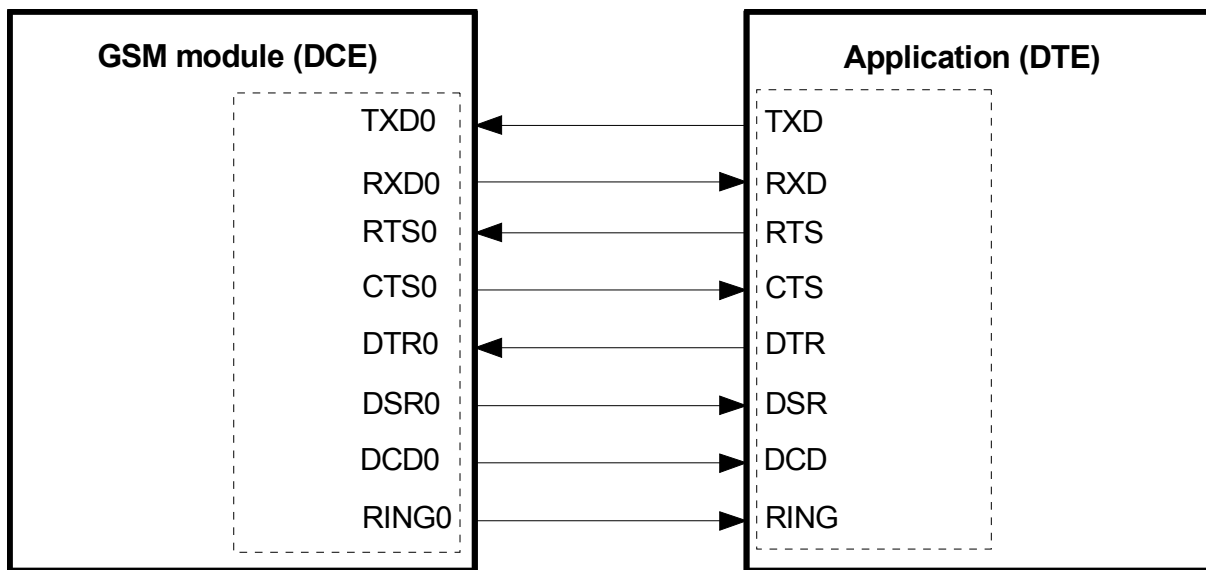 GSM module (DCE)
Application (DTE)
TXD0 TXD
RXD0 RXD
RTS0 RTS
CTS0 CTS
DTR0 DTR
DSR0 DSR
DCD0 DCD
RING0 RING